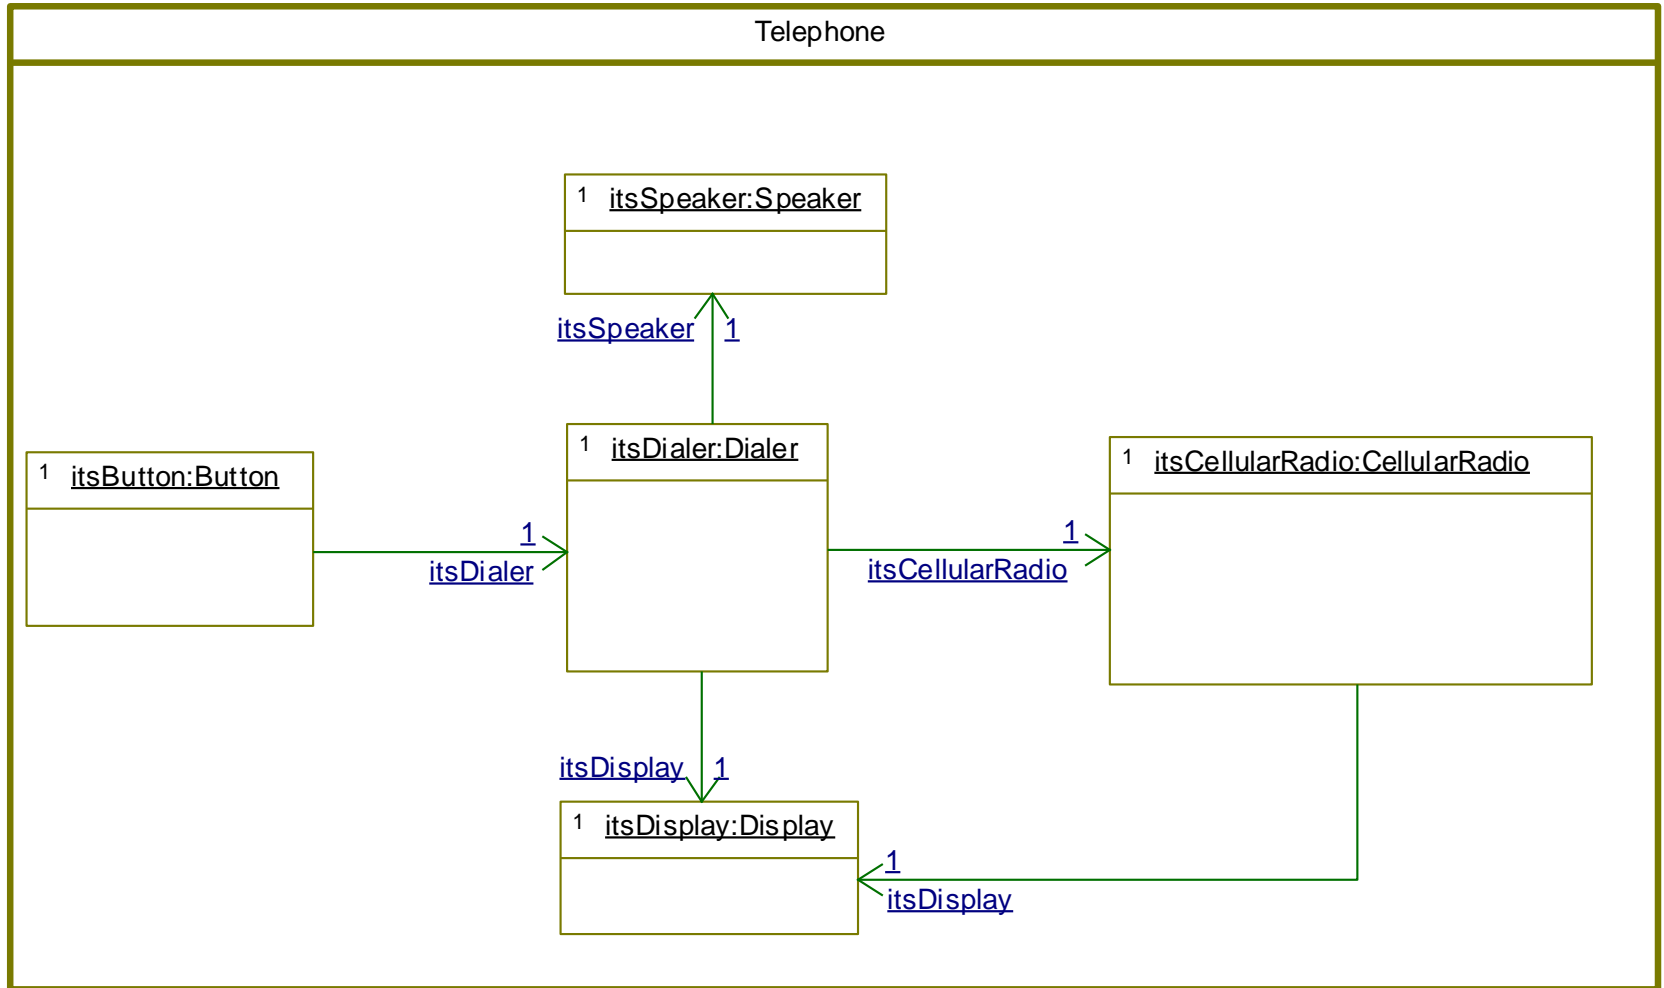 Telephone
1 itsSpeaker:Speaker
itsSpeaker 1
1 itsDialer:Dialer
1 itsCellularRadio:CellularRadio
1 itsButton:Button
1
itsDialer
1
itsCellularRadio
itsDisplay 1
1 itsDisplay:Display
1
itsDisplay